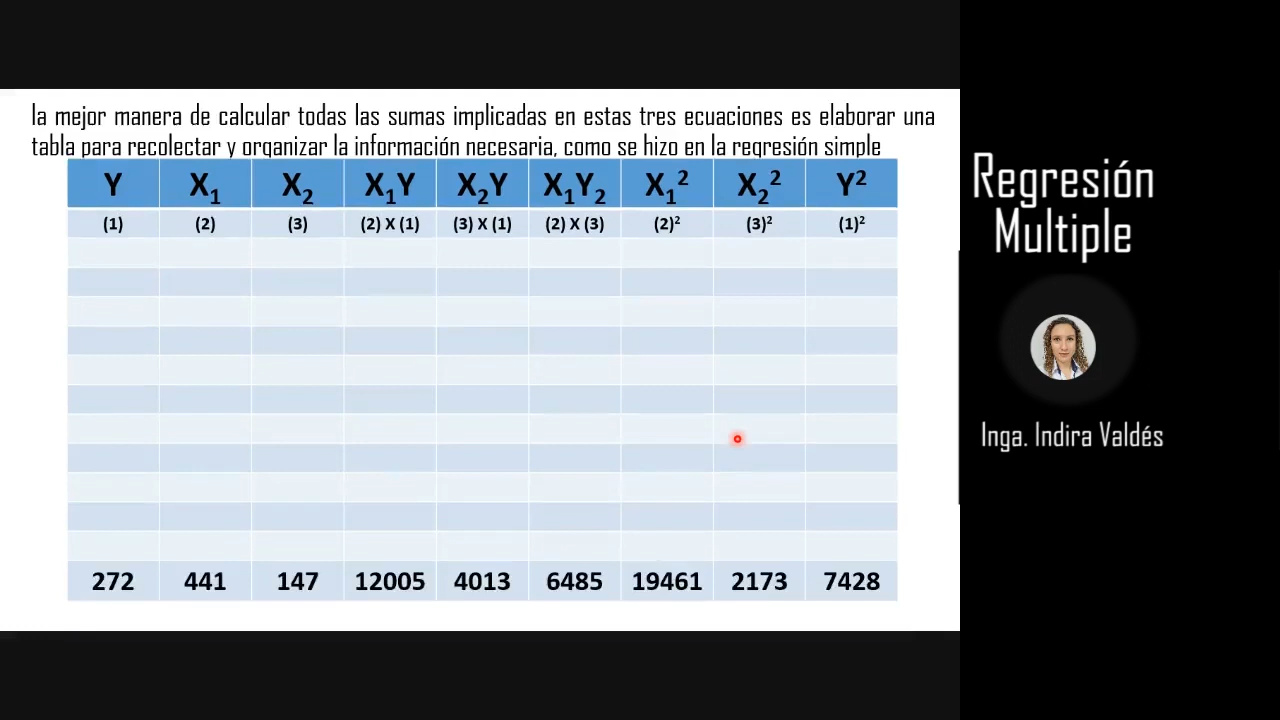 la mejor manera de calcular todas las sumas implicadas en estas tres ecuaciones es elaborar una
tabla para recolectar y organizar la información necesaria, como se hizo en la regresión simple
Y X₁ X₂ X₁Y X₂Y X₁Y₂ X₁² X₂² Y²
(1) (2) (3) (2) X (1) (3) X (1) (2) X (3) (2)² (3)² (1)²
272 441 147 12005 4013 6485 19461 2173 7428
Regresión
Multiple
Inga. Indira Valdés